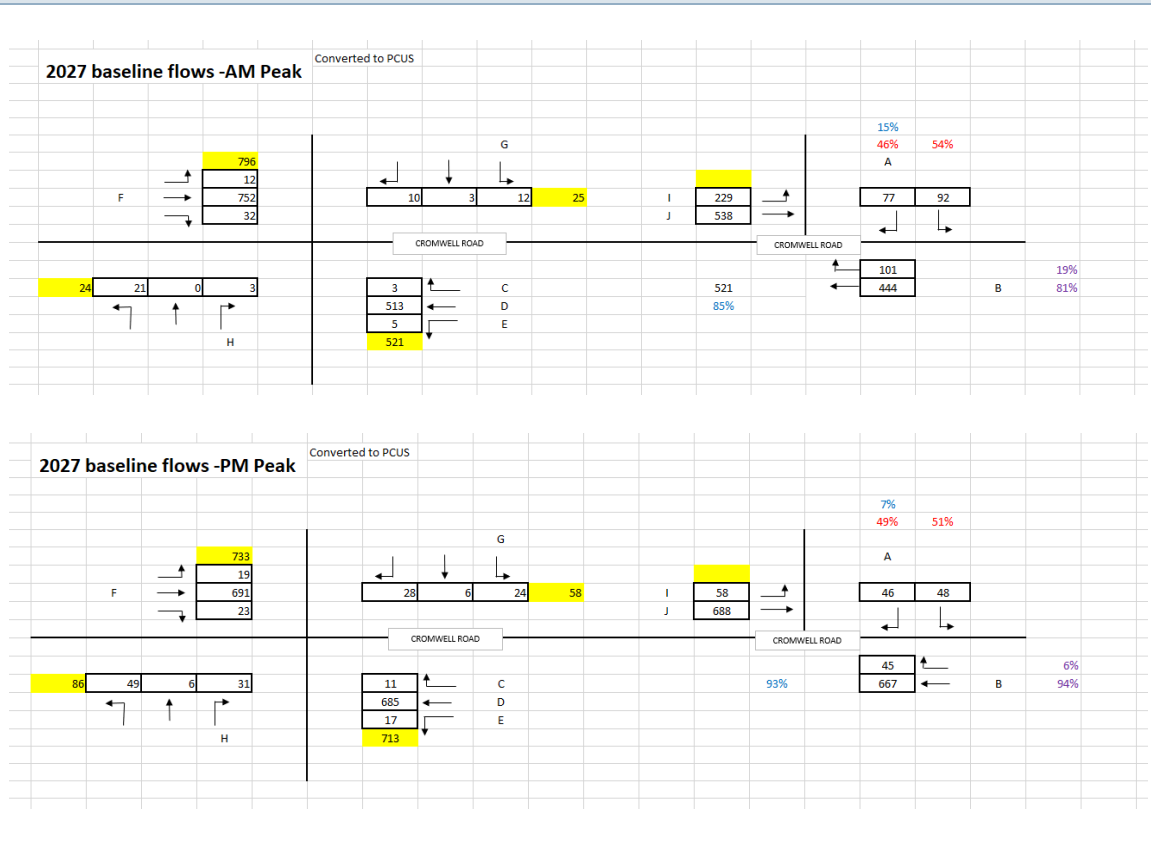 Converted to PCUS
2027 baseline flows -AM Peak
15%
G 46% 54%
796 A
12
F 752 10 3 12 25 I 229 77 92
32 J 538
CROMWELL ROAD CROMWELL ROAD
101 19%
24 21 0 3 3 C 521 444 B 81%
513 D 85%
5 E
H 521
Converted to PCUS
2027 baseline flows -PM Peak
7%
49% 51%
G
733 A
19
F 691 28 6 24 58 I 58 46 48
23 J 688
CROMWELL ROAD CROMWELL ROAD
45 6%
86 49 6 31 11 C 93% 667 B 94%
685 D
17 E
H 713